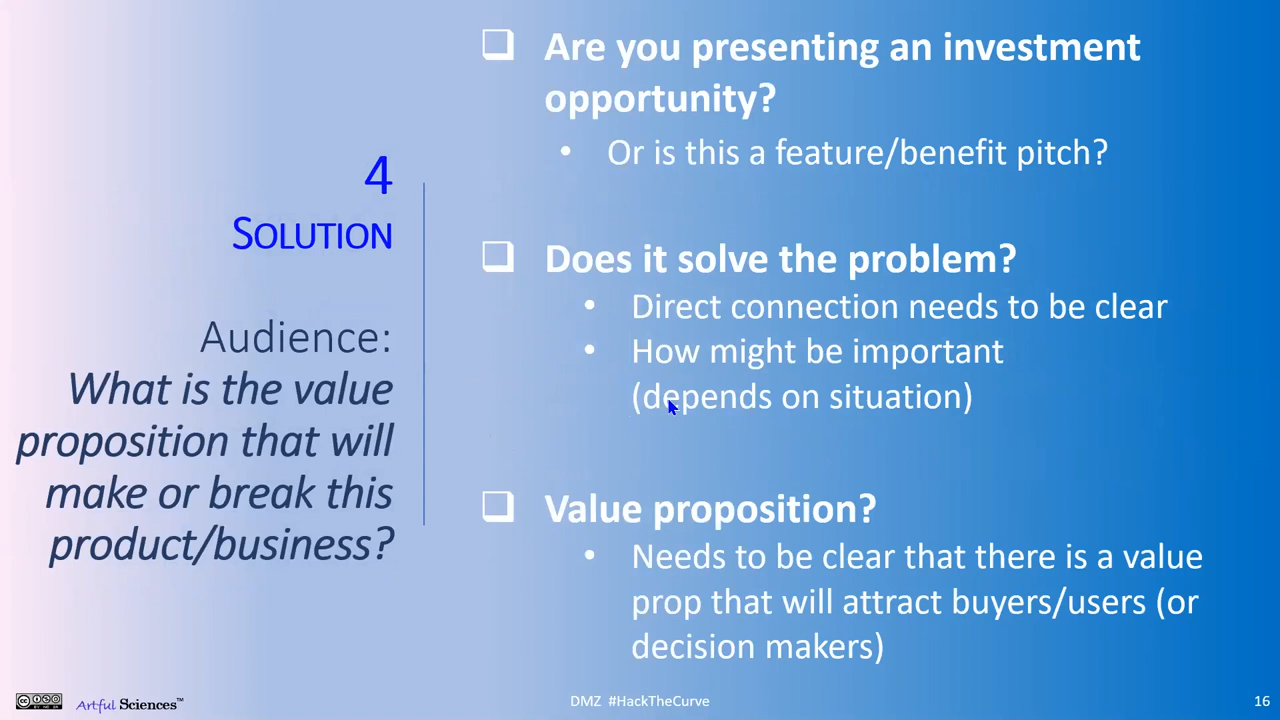 4
SOLUTION
Audience:
What is the value
proposition that will
make or break this
product/business?
❑ Are you presenting an investment
opportunity?
• Or is this a feature/benefit pitch?
❑ Does it solve the problem?
• Direct connection needs to be clear
• How might be important
(depends on situation)
❑ Value proposition?
• Needs to be clear that there is a value
prop that will attract buyers/users (or
decision makers)
Artful Sciences™
DMZ #HackTheCurve
16